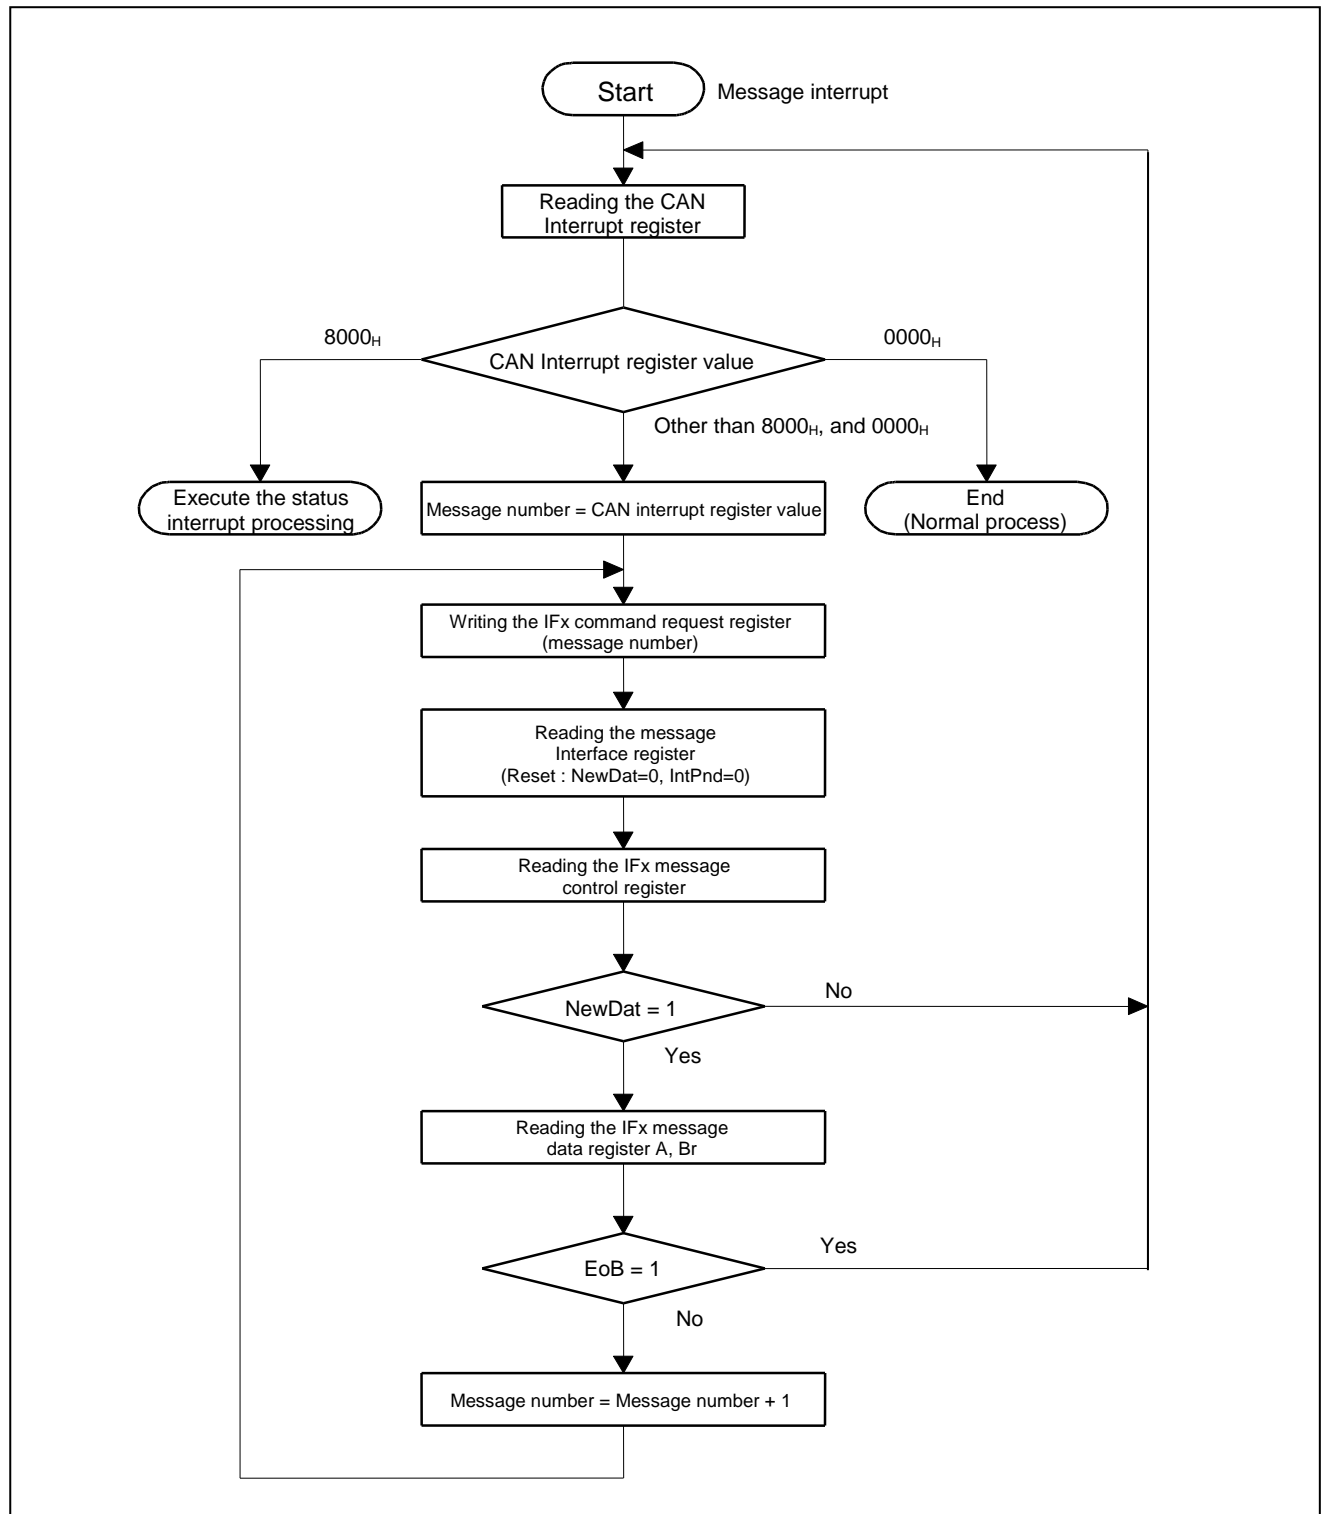 Start
Message interrupt
Reading the CAN
Interrupt register
8000H
0000H
CAN Interrupt register value
Other than 8000H, and 0000H
Execute the status
interrupt processing
Message number = CAN interrupt register value
End
(Normal process)
Writing the IFx command request register
(message number)
Reading the message
Interface register
(Reset : NewDat=0, IntPnd=0)
Reading the IFx message
control register
NewDat = 1
No
Yes
Reading the IFx message
data register A, Br
EoB = 1
Yes
No
Message number = Message number + 1